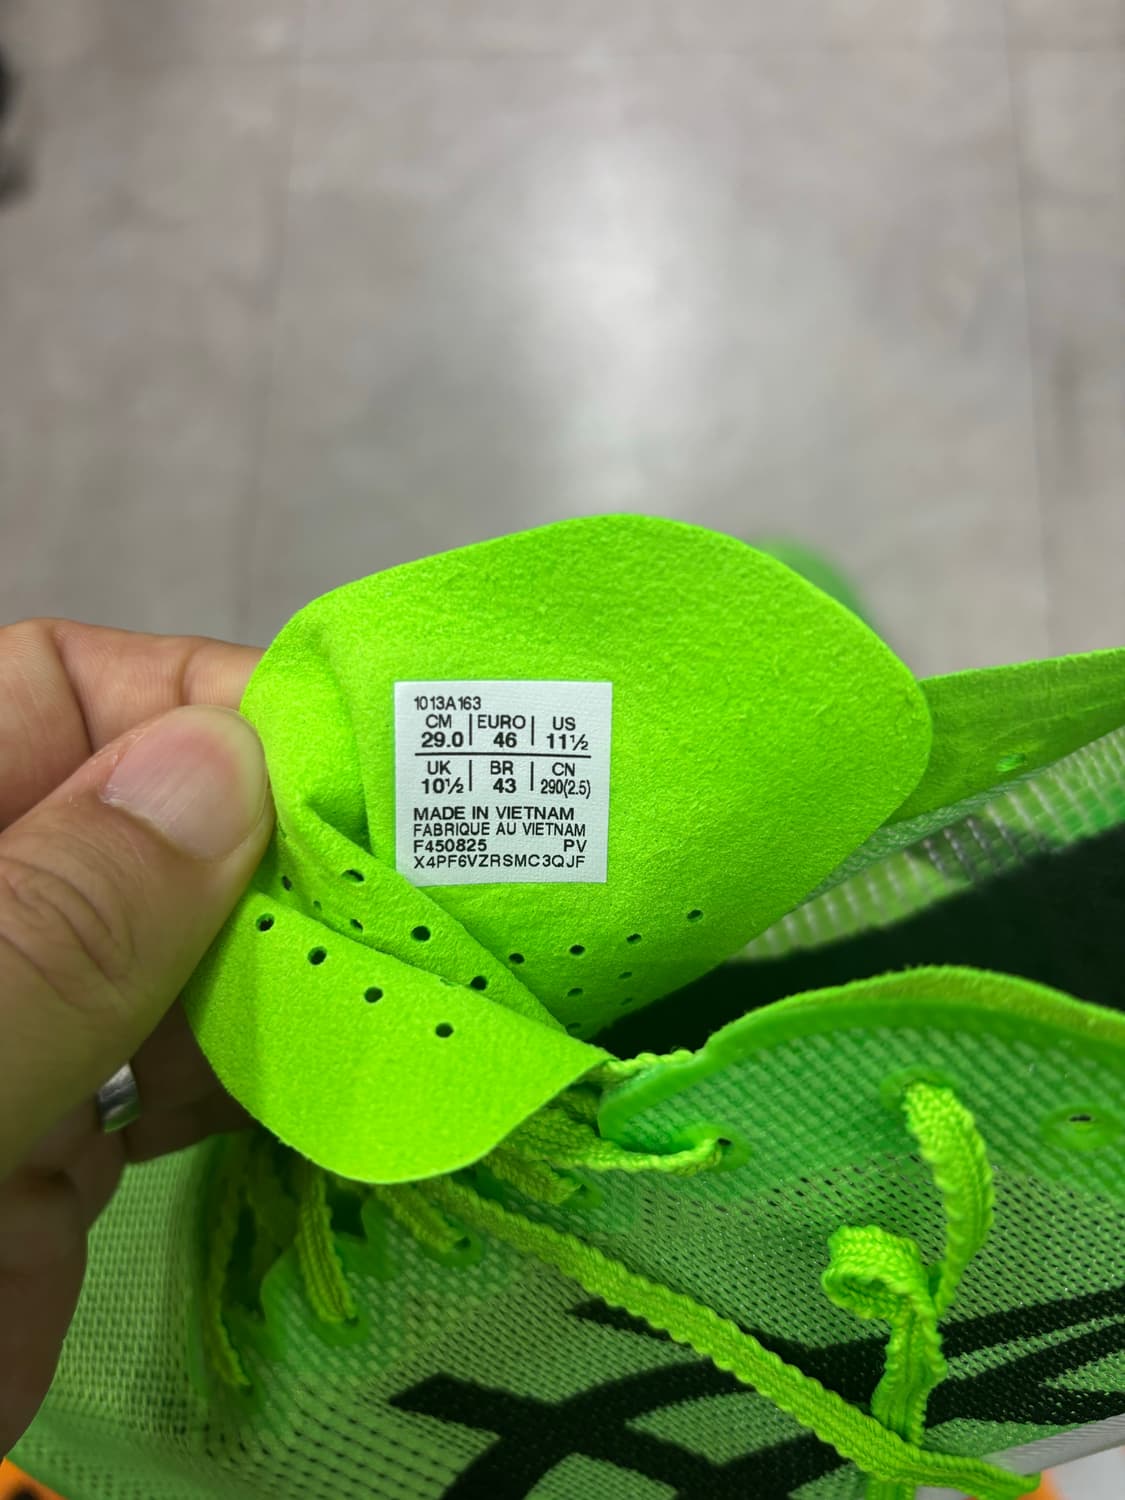 1013A163
CM | EURO | US
29.0 | 46 | 11½
UK | BR | CN
10½ | 43 | 290(2.5)
MADE IN VIETNAM
FABRIQUE AU VIETNAM
F450825 PV
X4PF6VZRSMC3QJF